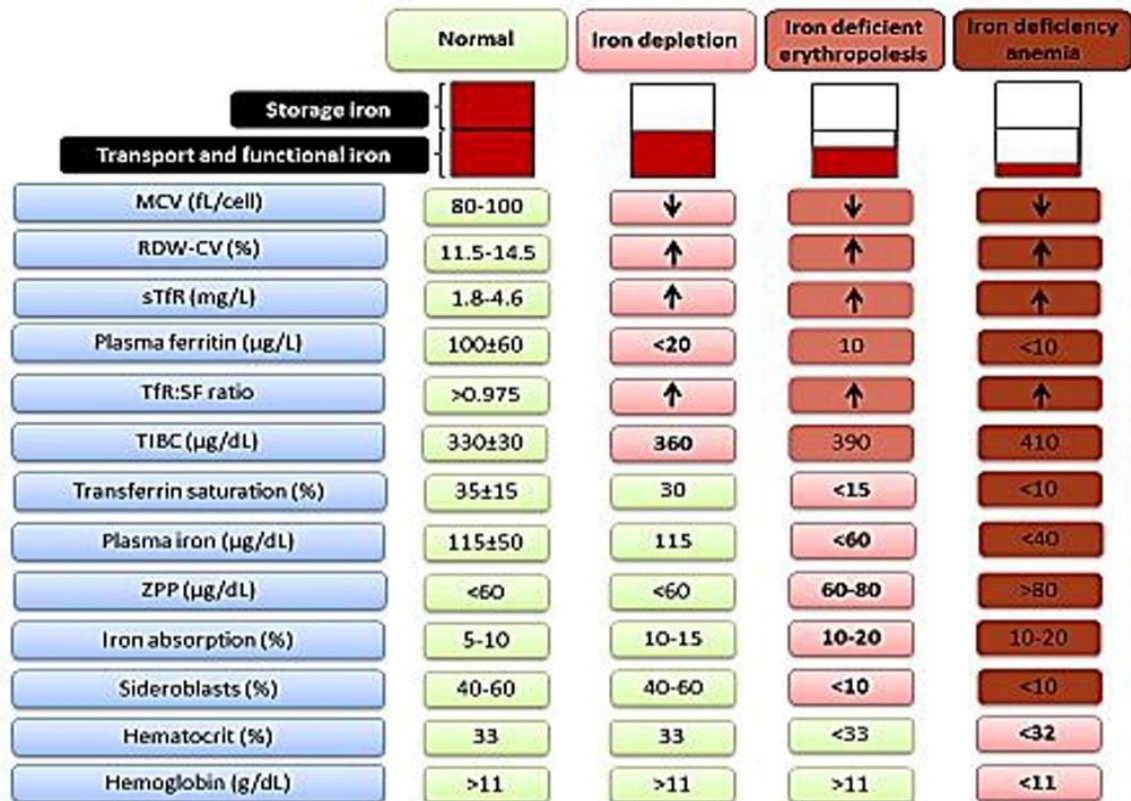 Normal Iron depletion Iron deficient erythropolesis Iron deficiency anemia
Storage iron
Transport and functional iron
MCV (fL/cell) 80-100 ↓ ↓ ↓
RDW-CV (%) 11.5-14.5 ↑ ↑ ↑
sTfR (mg/L) 1.8-4.6 ↑ ↑ ↑
Plasma ferritin (µg/L) 100±60 <20 10 <10
TfR:SF ratio >0.975 ↑ ↑ ↑
TIBC (µg/dL) 330±30 360 390 410
Transferrin saturation (%) 35±15 30 <15 <10
Plasma iron (µg/dL) 115±50 115 <60 <40
ZPP (µg/dL) <60 <60 60-80 >80
Iron absorption (%) 5-10 10-15 10-20 10-20
Sideroblasts (%) 40-60 40-60 <10 <10
Hematocrit (%) 33 33 <33 <32
Hemoglobin (g/dL) >11 >11 >11 <11